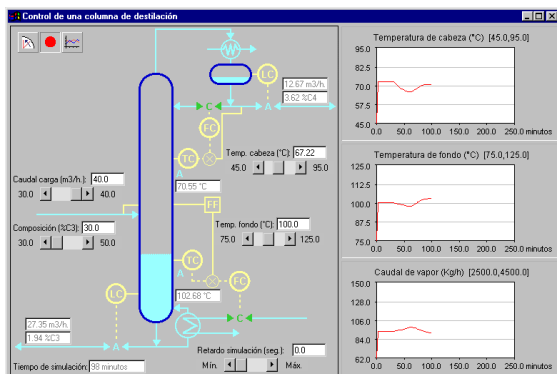 Control de una columna de destilación
LC
12.67 m3/h
3.62 %C4
C
A
FC
TC
Temp. cabeza (°C): 67.22
45.0 95.0
A
70.55 °C
Caudal carga (m3/h.) 40.0
30.0 40.0
FF
Composición (%C3) 30.0
30.0 50.0
Temp. fondo (°C): 100.0
75.0 125.0
TC
A
FC
LC
102.68 °C
C
27.35 m3/h.
1.94 %C3
A
Retardo simulación (seg.) 0.0
Mín. Máx.
Tiempo de simulación: 98 minutos
Temperatura de cabeza (°C) [45.0,95.0]
95.0
82.5
70.0
57.5
45.0
0.0 50.0 100.0 150.0 200.0 250.0 minutos
Temperatura de fondo (°C) [75.0,125.0]
125.0
112.5
100.0
87.5
75.0
0.0 50.0 100.0 150.0 200.0 250.0 minutos
Caudal de vapor (Kg/h) [2500.0,4500.0]
150.0
128.0
106.0
84.0
62.0
0.0 50.0 100.0 150.0 200.0 250.0 minutos